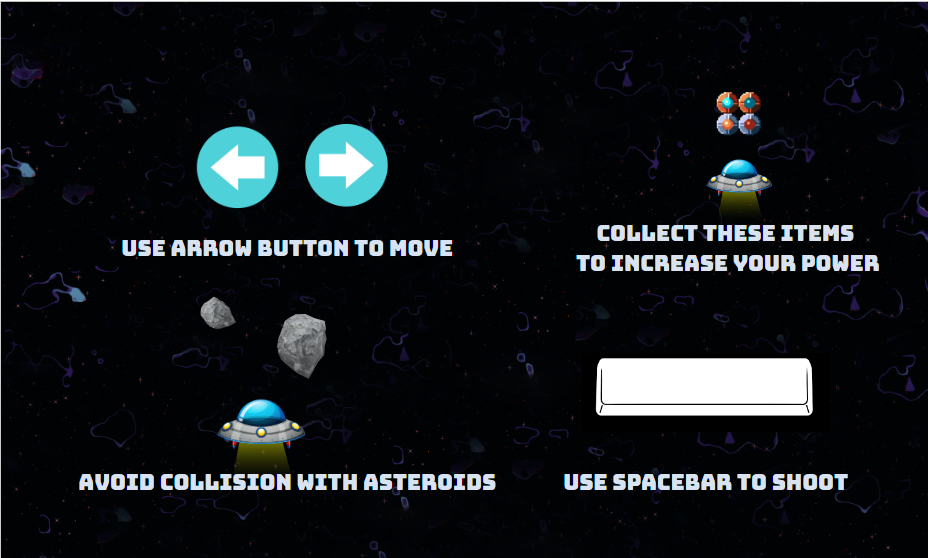 USE ARROW BUTTON TO MOVE
COLLECT THESE ITEMS
TO INCREASE YOUR POWER
AVOID COLLISION WITH ASTEROIDS
USE SPACEBAR TO SHOOT